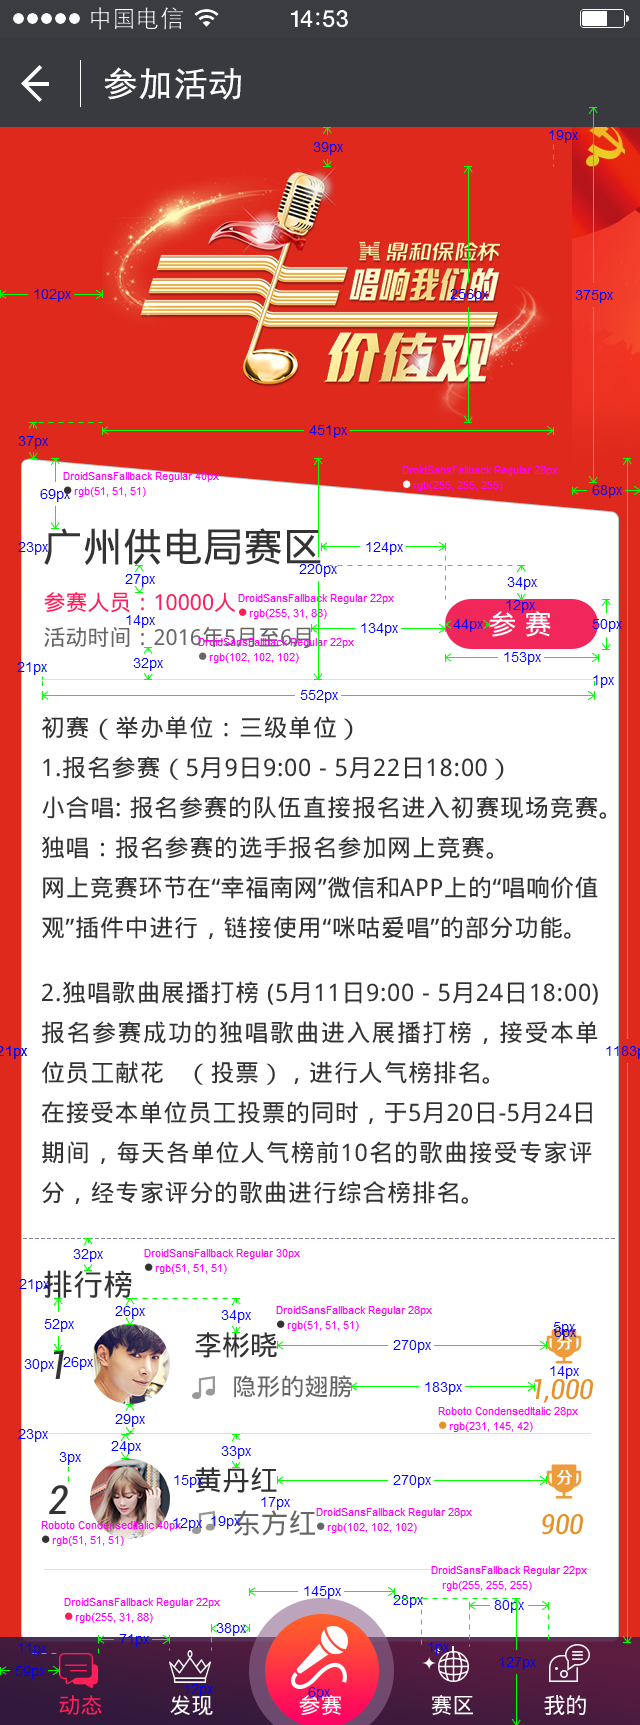 中国电信 14:53
参加活动
19px
39px
鼎和保险杯
唱响我们的
102px
256px
375px
价值观
451px
37px
DroidSansFallback Regular 40px
rgb(51, 51, 51)
DroidSansFallback Regular 28px
rgb(255, 255, 255)
69px
68px
23px
广州供电局赛区
124px
220px
27px
34px
参赛人员：10000人
DroidSansFallback Regular 22px
rgb(255, 31, 88)
12px
14px
134px
44px
参 赛
50px
活动时间：2016年5月至6月
DroidSansFallback Regular 22px
rgb(102, 102, 102)
32px
153px
21px
1px
552px
初赛（举办单位：三级单位）
1.报名参赛（5月9日9:00 - 5月22日18:00）
小合唱: 报名参赛的队伍直接报名进入初赛现场竞赛。
独唱：报名参赛的选手报名参加网上竞赛。
网上竞赛环节在“幸福南网”微信和APP上的“唱响价值
观”插件中进行，链接使用“咪咕爱唱”的部分功能。
2.独唱歌曲展播打榜 (5月11日9:00 - 5月24日18:00)
报名参赛成功的独唱歌曲进入展播打榜，接受本单
21px
1183p
位员工献花 （投票），进行人气榜排名。
在接受本单位员工投票的同时，于5月20日-5月24日
期间，每天各单位人气榜前10名的歌曲接受专家评
分，经专家评分的歌曲进行综合榜排名。
32px
DroidSansFallback Regular 30px
rgb(51, 51, 51)
21px
排行榜
26px
34px
DroidSansFallback Regular 28px
rgb(51, 51, 51)
52px
5px
30px
1
26px
李彬晓
270px
分
14px
隐形的翅膀
183px
1,000
29px
Roboto CondensedItalic 28px
rgb(231, 145, 42)
23px
24px
33px
3px
15px
黄丹红
270px
分
2
17px
12px
19px
东方红
DroidSansFallback Regular 28px
rgb(102, 102, 102)
900
Roboto CondensedItalic 40px
rgb(51, 51, 51)
DroidSansFallback Regular 22px
rgb(255, 255, 255)
145px
28px
80px
DroidSansFallback Regular 22px
rgb(255, 31, 88)
38px
71px
11px
1px
59px
12px
6px
127px
动态
发现
参赛
赛区
我的